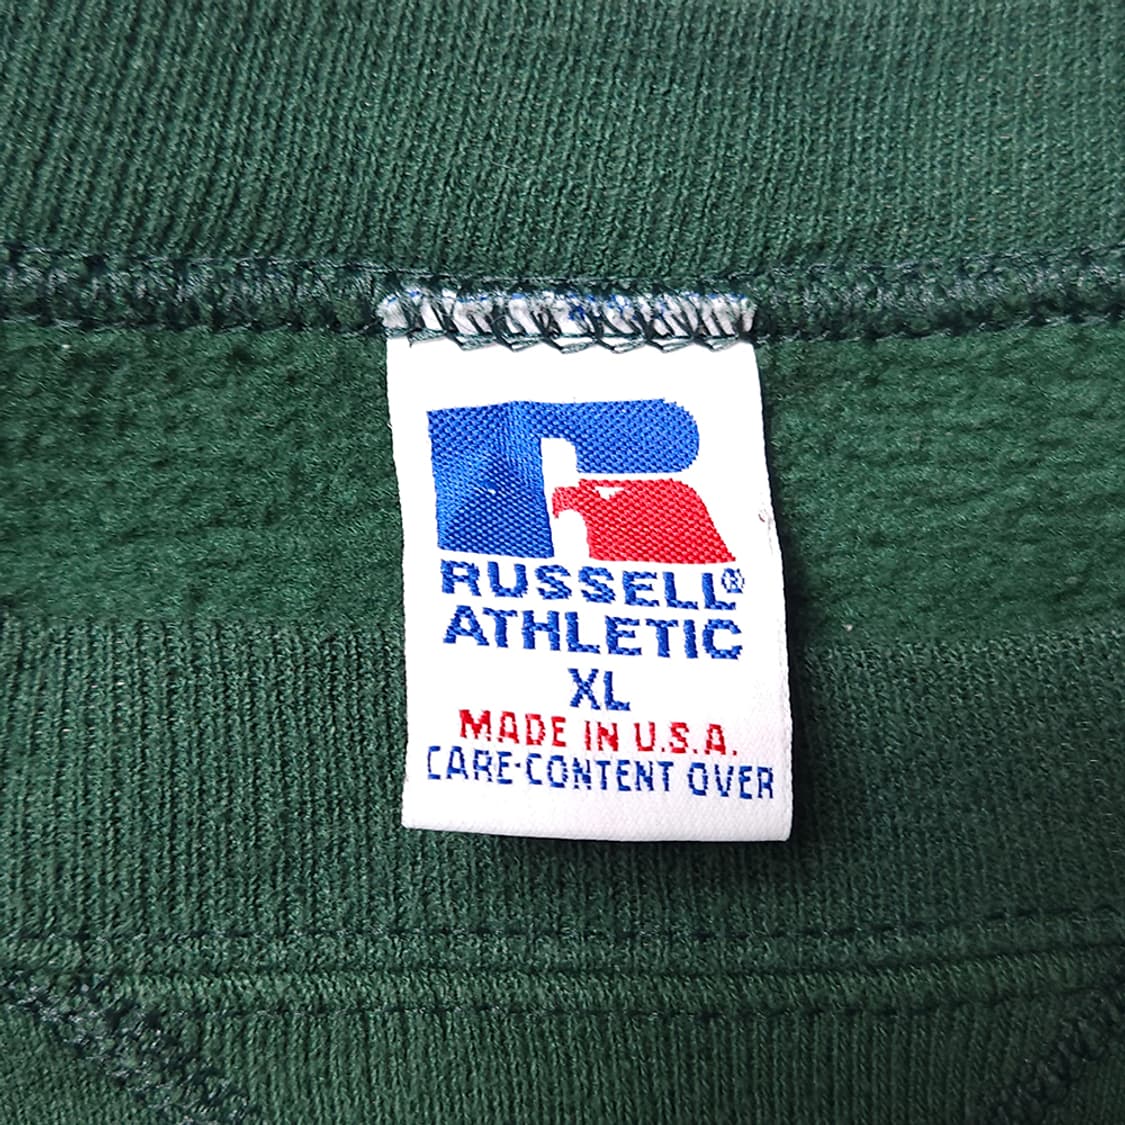 R
RUSSELL®
ATHLETIC
XL
MADE IN U.S.A.
CARE·CONTENT OVER